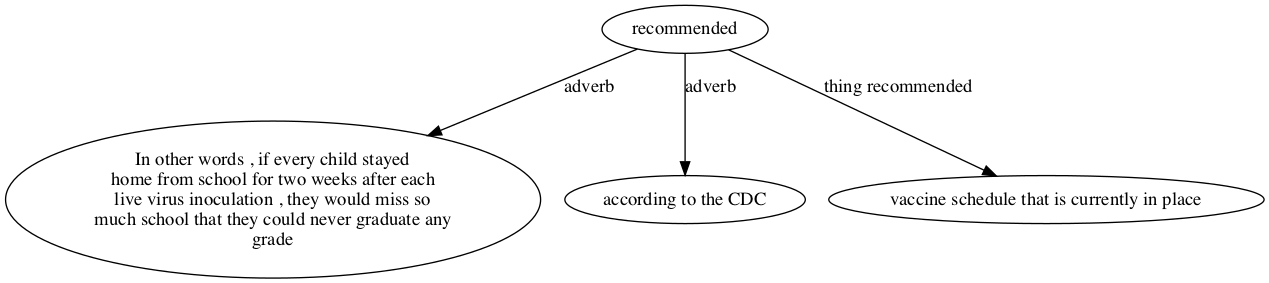 recommended
adverb
adverb
thing recommended
In other words , if every child stayed
home from school for two weeks after each
live virus inoculation , they would miss so
much school that they could never graduate any
grade
according to the CDC
vaccine schedule that is currently in place